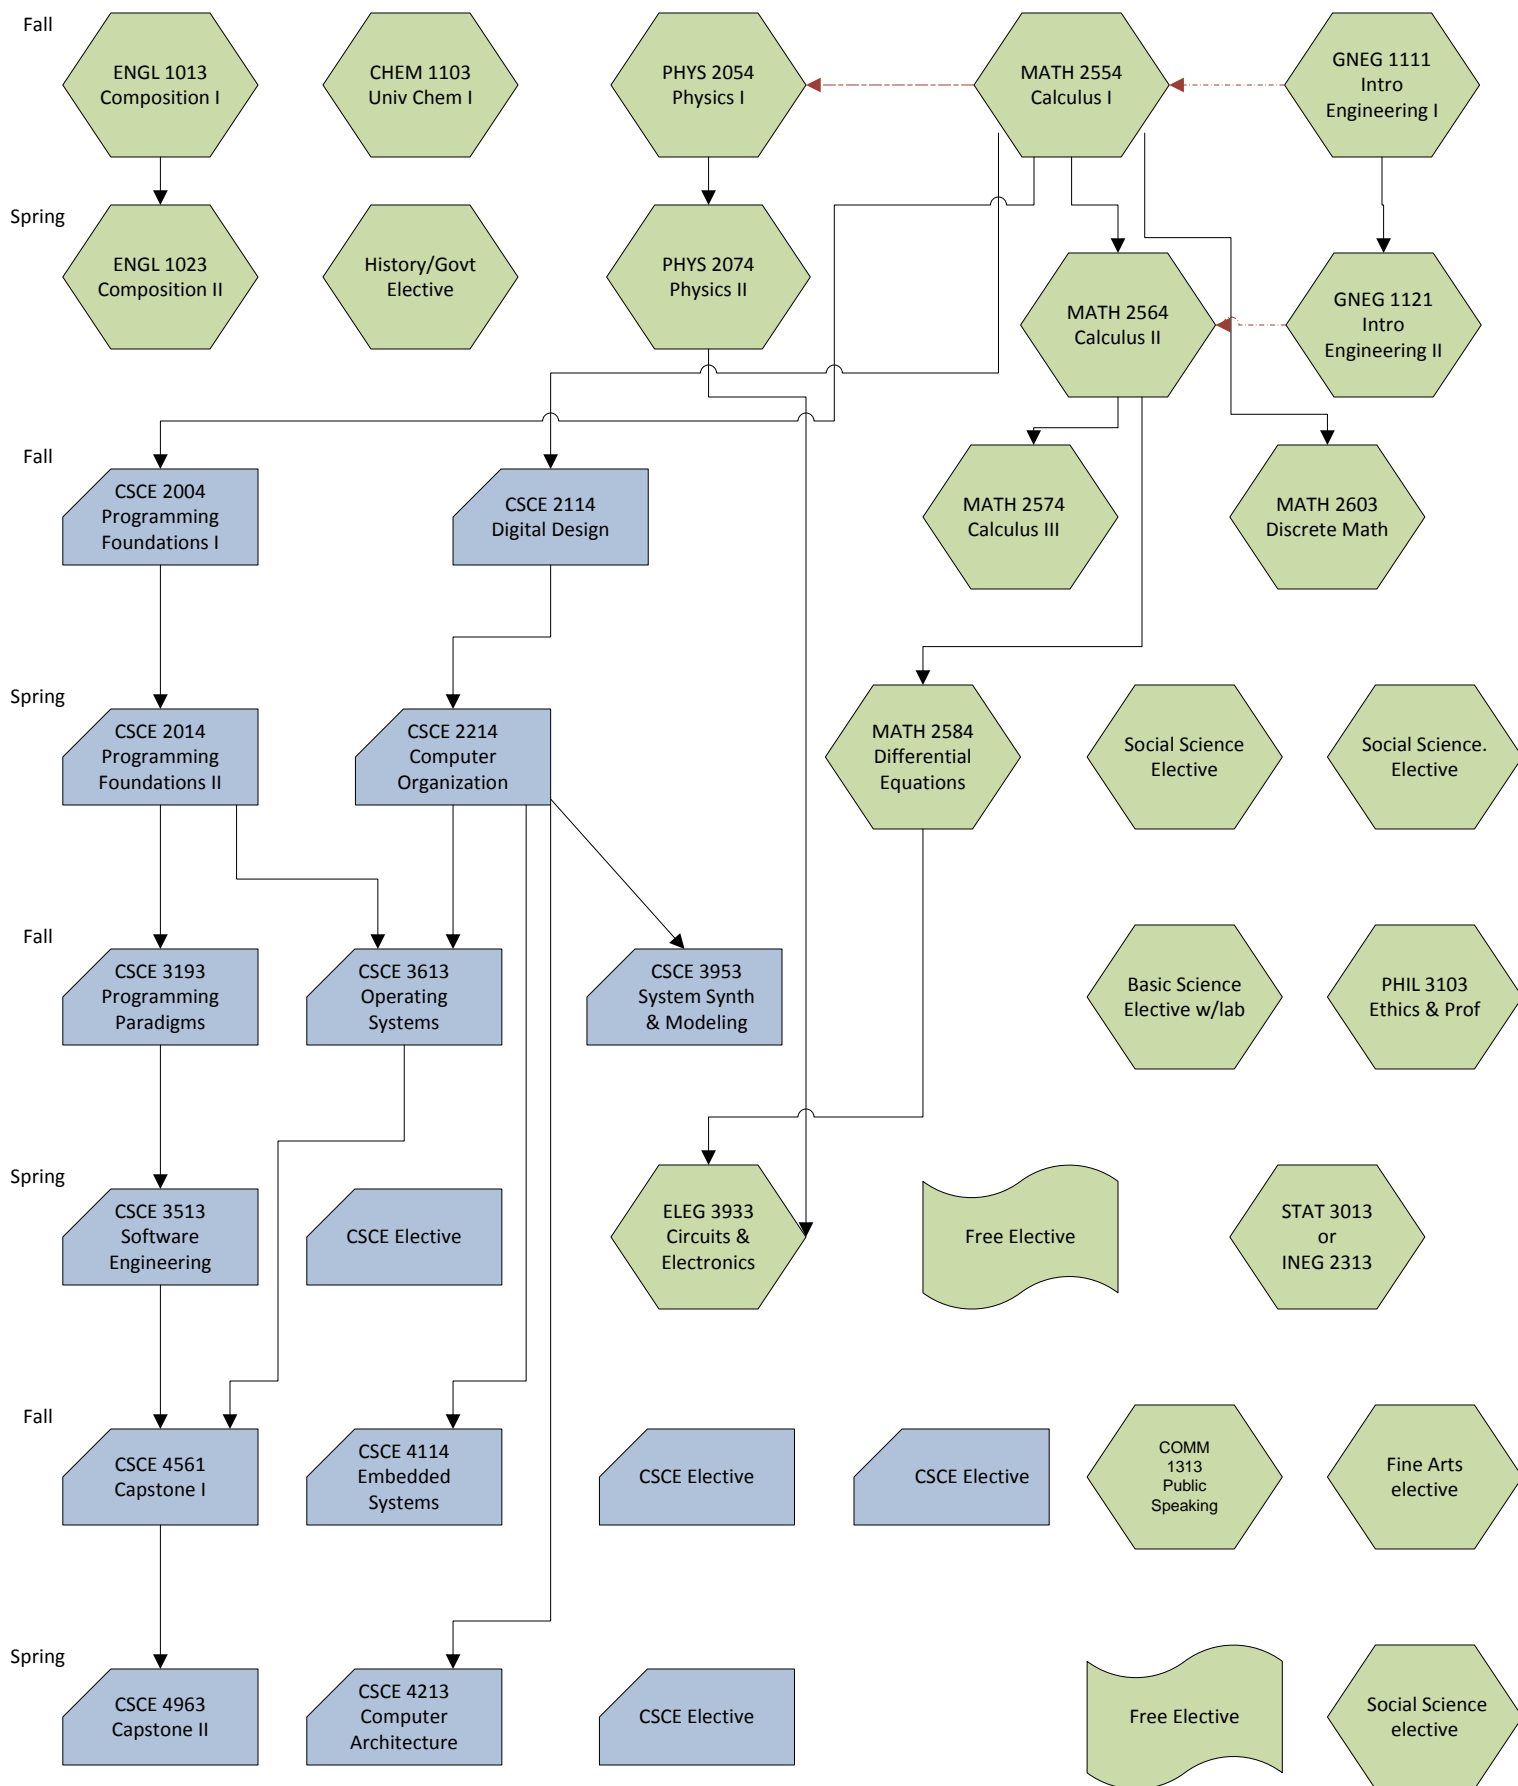 Fall
ENGL 1013
Composition I
CHEM 1103
Univ Chem I
PHYS 2054
Physics I
MATH 2554
Calculus I
GNEG 1111
Intro
Engineering I
Spring
ENGL 1023
Composition II
History/Govt
Elective
PHYS 2074
Physics II
MATH 2564
Calculus II
GNEG 1121
Intro
Engineering II
Fall
CSCE 2004
Programming
Foundations I
CSCE 2114
Digital Design
MATH 2574
Calculus III
MATH 2603
Discrete Math
Spring
CSCE 2014
Programming
Foundations II
CSCE 2214
Computer
Organization
MATH 2584
Differential
Equations
Social Science
Elective
Social Science.
Elective
Fall
CSCE 3193
Programming
Paradigms
CSCE 3613
Operating
Systems
CSCE 3953
System Synth
& Modeling
Basic Science
Elective w/lab
PHIL 3103
Ethics & Prof
Spring
CSCE 3513
Software
Engineering
CSCE Elective
ELEG 3933
Circuits &
Electronics
Free Elective
STAT 3013
or
INEG 2313
Fall
CSCE 4561
Capstone I
CSCE 4114
Embedded
Systems
CSCE Elective
CSCE Elective
COMM
1313
Public
Speaking
Fine Arts
elective
Spring
CSCE 4963
Capstone II
CSCE 4213
Computer
Architecture
CSCE Elective
Free Elective
Social Science
elective